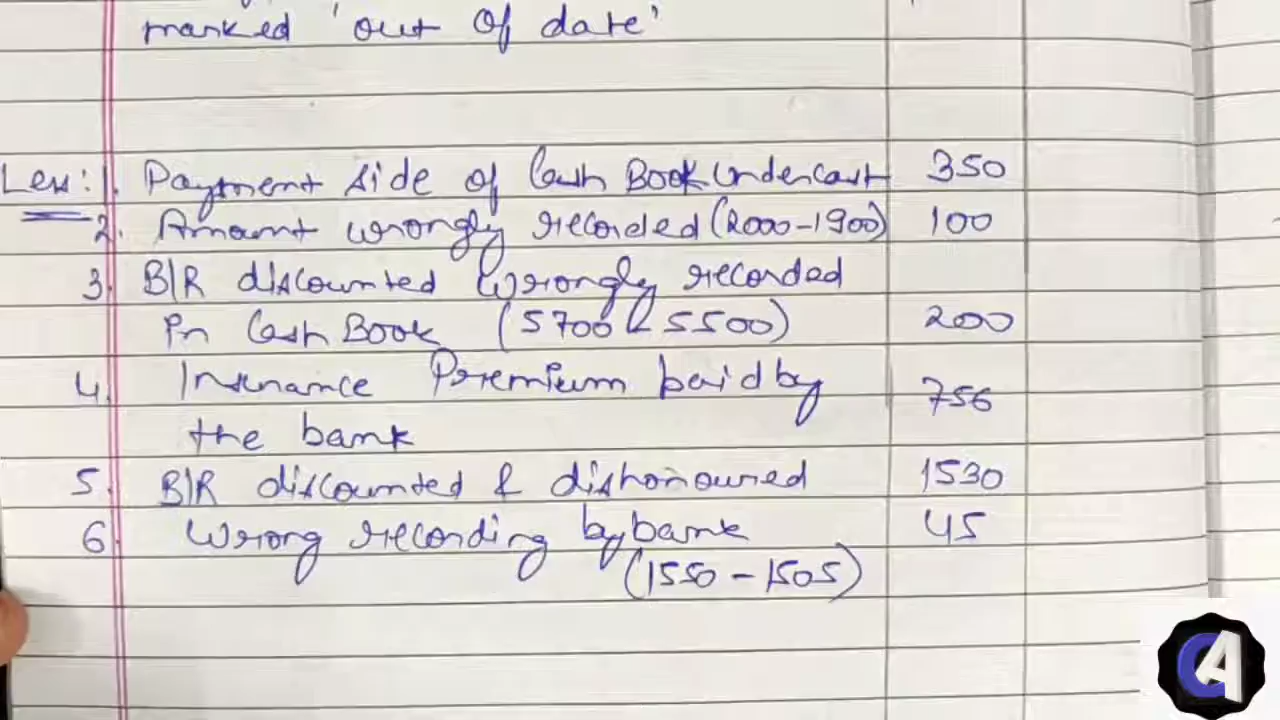 marked 'out of date'
Less: 1. Payment side of Cash Book Undercast 350
2. Amount wrongly recorded (2000-1900) 100
3. B/R discounted wrongly recorded
in Cash Book (5700 - 5500) 200
4. Insurance Premium paid by 756
the bank
5. B/R discounted & dishonoured 1530
6. Wrong recording by bank 45
(1550-1505)
CA